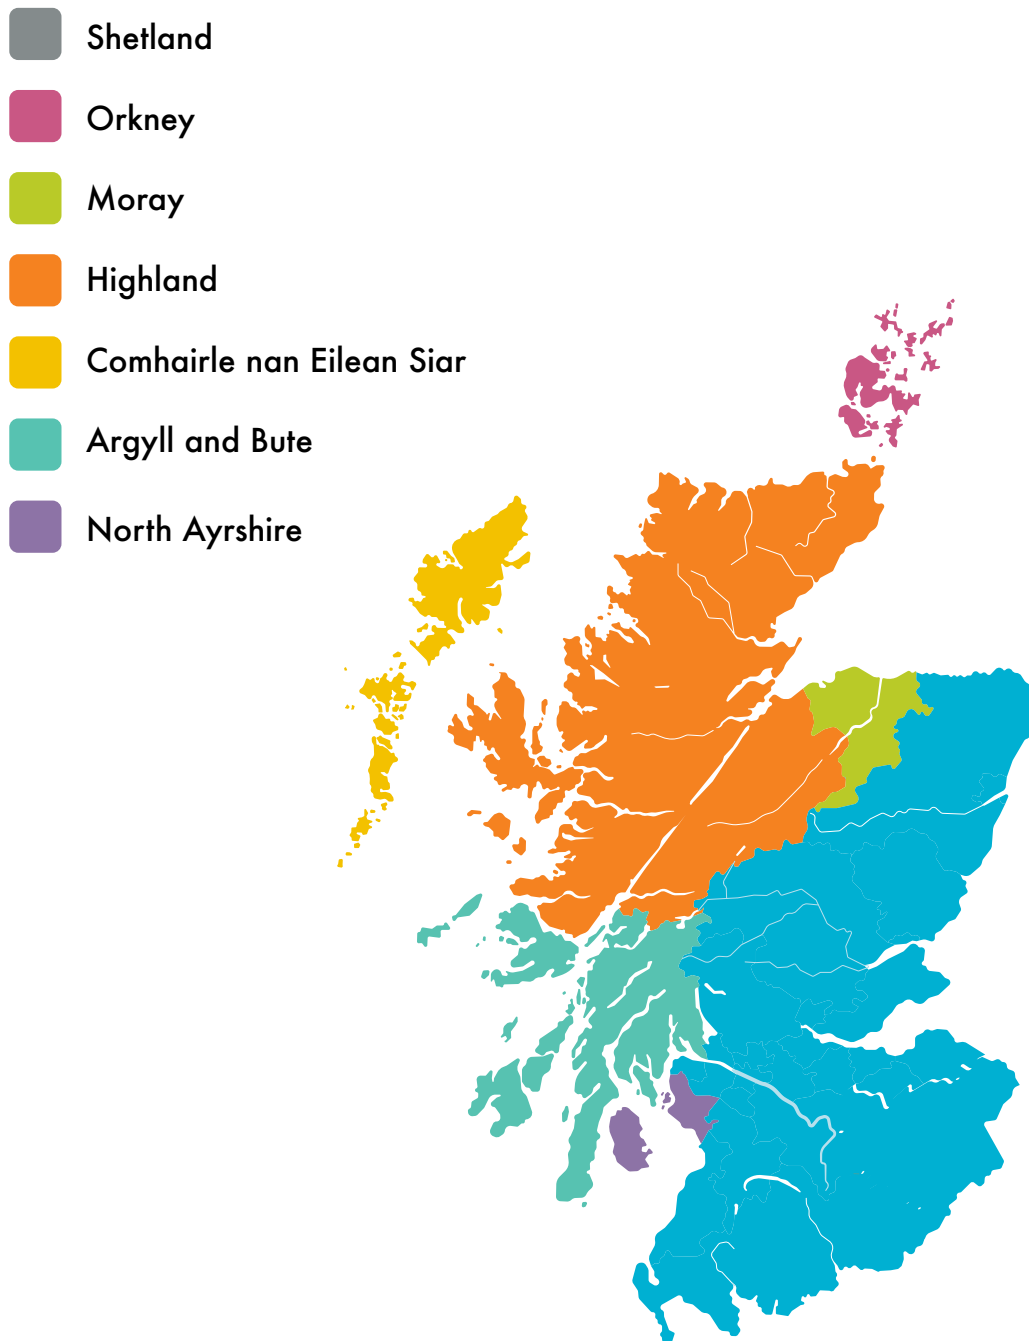 Shetland
Orkney
Moray
Highland
Comhairle nan Eilean Siar
Argyll and Bute
North Ayrshire